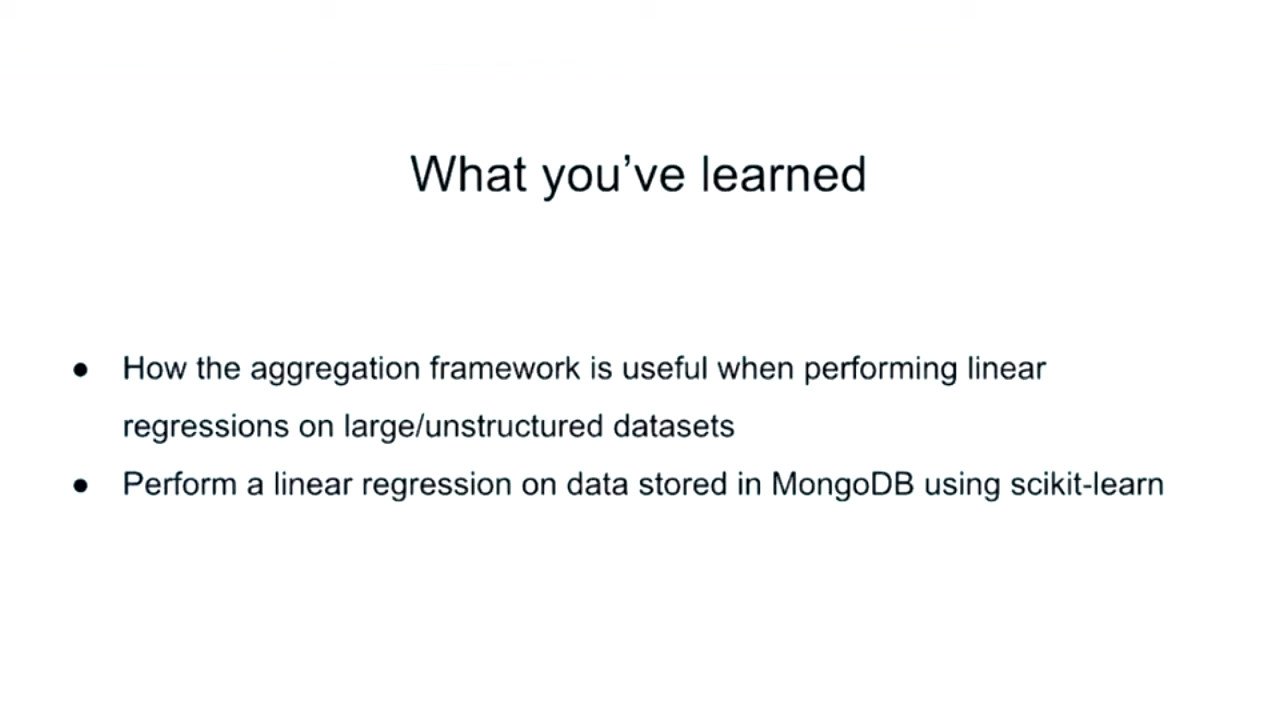 What you’ve learned
● How the aggregation framework is useful when performing linear
regressions on large/unstructured datasets
● Perform a linear regression on data stored in MongoDB using scikit-learn